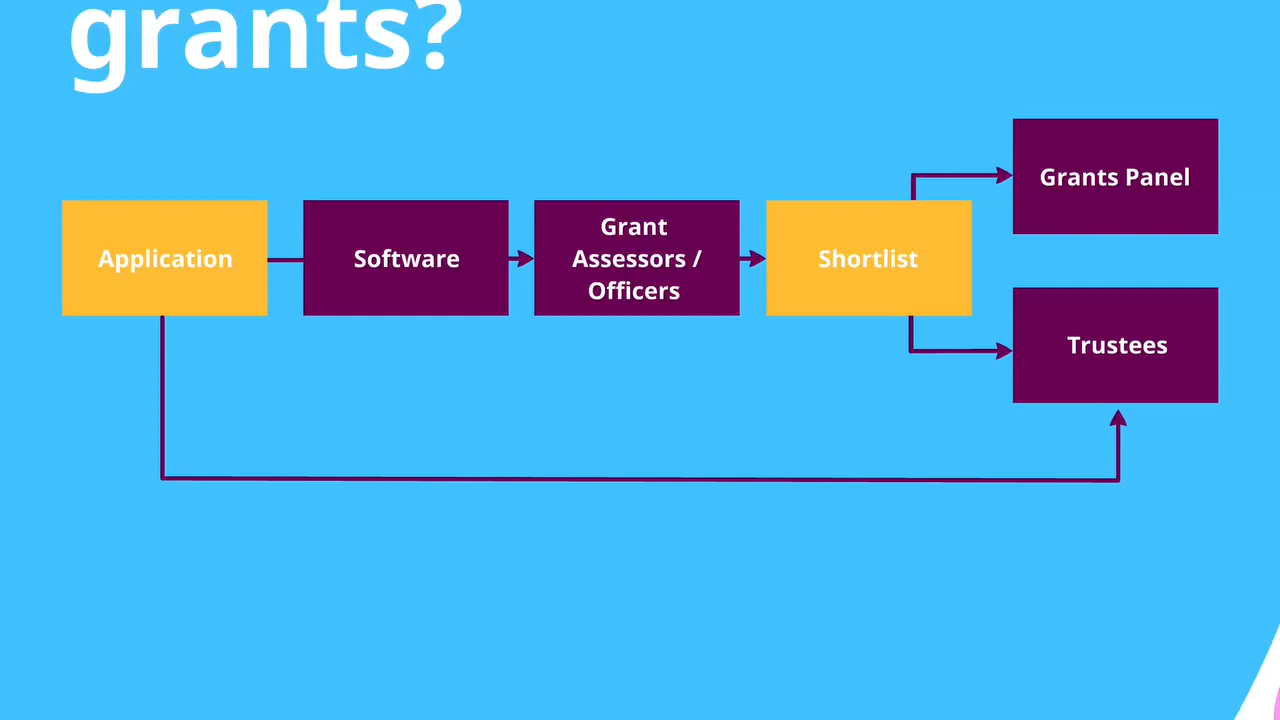 grants?
Application
Software
Grant
Assessors /
Officers
Shortlist
Grants Panel
Trustees